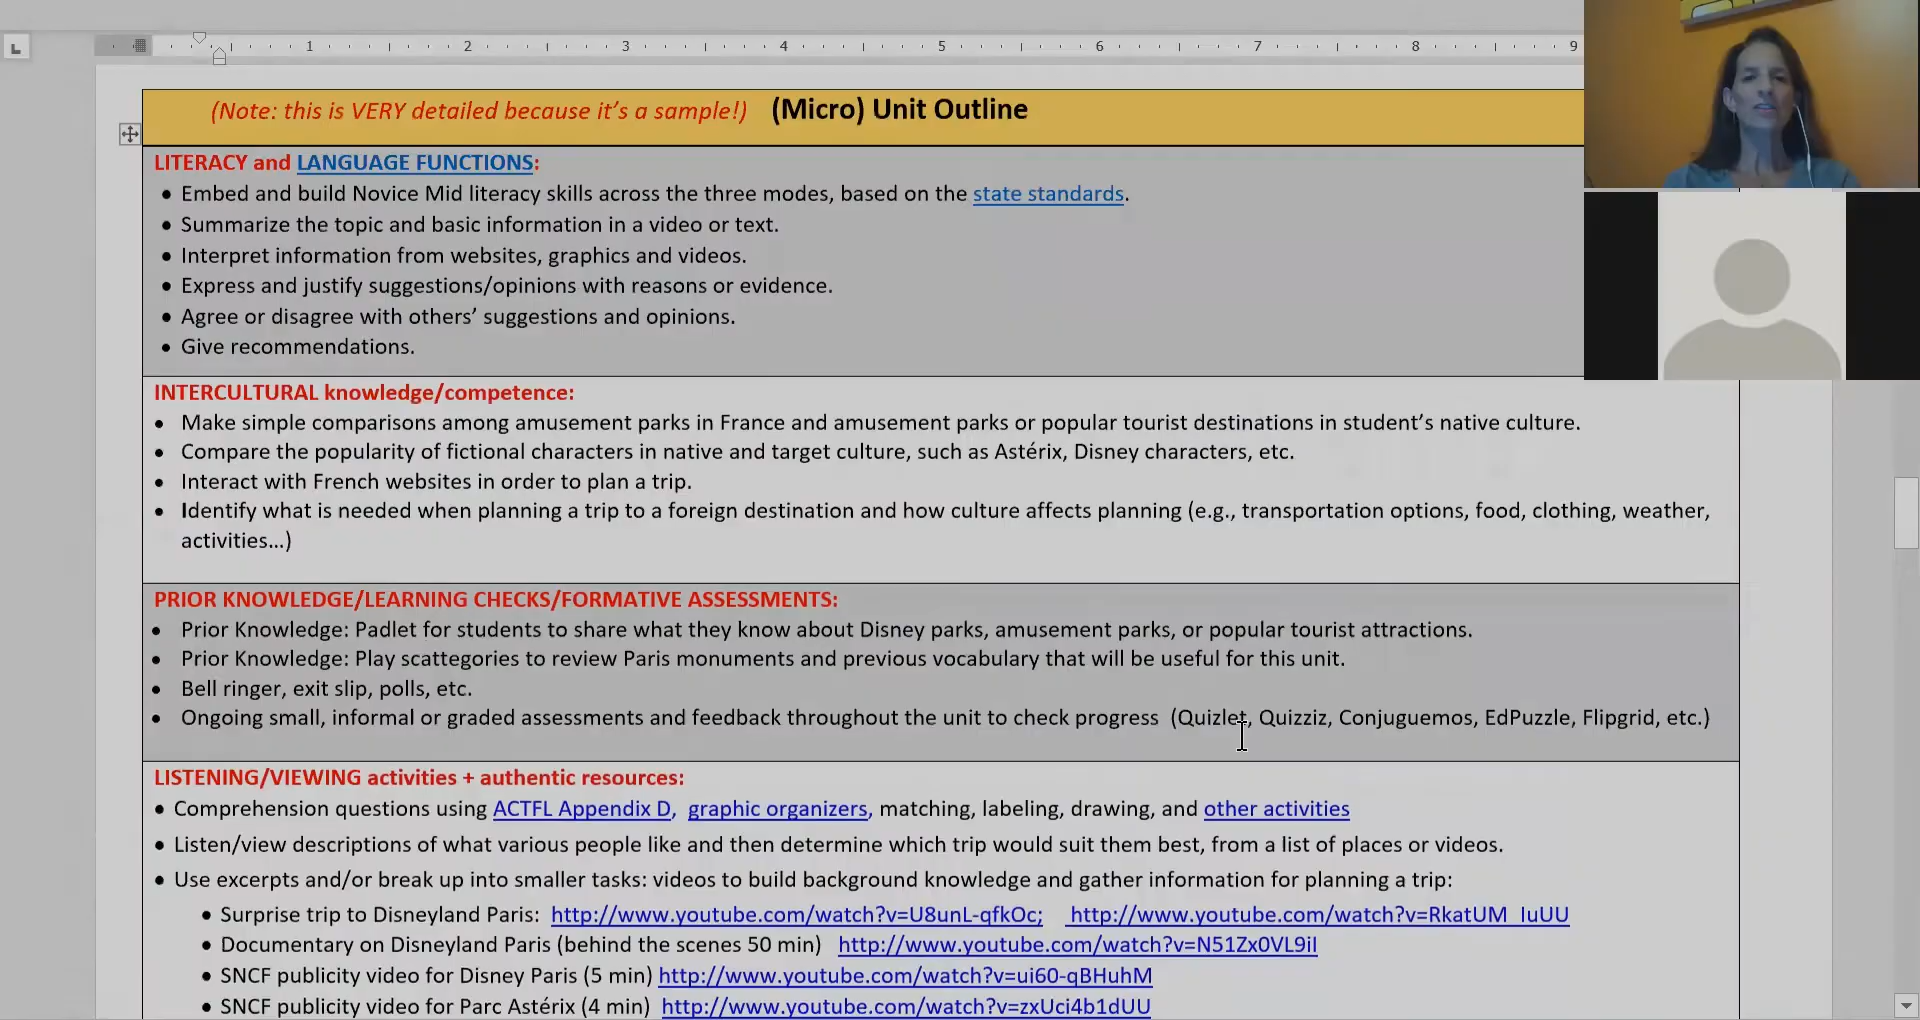 1 2 3 4 5 6 7 8 9
(Note: this is VERY detailed because it's a sample!) (Micro) Unit Outline
LITERACY and LANGUAGE FUNCTIONS:
• Embed and build Novice Mid literacy skills across the three modes, based on the state standards.
• Summarize the topic and basic information in a video or text.
• Interpret information from websites, graphics and videos.
• Express and justify suggestions/opinions with reasons or evidence.
• Agree or disagree with others' suggestions and opinions.
• Give recommendations.
INTERCULTURAL knowledge/competence:
• Make simple comparisons among amusement parks in France and amusement parks or popular tourist destinations in student's native culture.
• Compare the popularity of fictional characters in native and target culture, such as Astérix, Disney characters, etc.
• Interact with French websites in order to plan a trip.
• Identify what is needed when planning a trip to a foreign destination and how culture affects planning (e.g., transportation options, food, clothing, weather,
activities…)
PRIOR KNOWLEDGE/LEARNING CHECKS/FORMATIVE ASSESSMENTS:
• Prior Knowledge: Padlet for students to share what they know about Disney parks, amusement parks, or popular tourist attractions.
• Prior Knowledge: Play scattegories to review Paris monuments and previous vocabulary that will be useful for this unit.
• Bell ringer, exit slip, polls, etc.
• Ongoing small, informal or graded assessments and feedback throughout the unit to check progress (Quizlet, Quizziz, Conjuguemos, EdPuzzle, Flipgrid, etc.)
LISTENING/VIEWING activities + authentic resources:
• Comprehension questions using ACTFL Appendix D, graphic organizers, matching, labeling, drawing, and other activities
• Listen/view descriptions of what various people like and then determine which trip would suit them best, from a list of places or videos.
• Use excerpts and/or break up into smaller tasks: videos to build background knowledge and gather information for planning a trip:
• Surprise trip to Disneyland Paris: http://www.youtube.com/watch?v=U8unL-qfkOc; http://www.youtube.com/watch?v=RkatUM_IuUU
• Documentary on Disneyland Paris (behind the scenes 50 min) http://www.youtube.com/watch?v=N51Zx0VL9iI
• SNCF publicity video for Disney Paris (5 min) http://www.youtube.com/watch?v=ui60-qBHuhM
• SNCF publicity video for Parc Astérix (4 min) http://www.youtube.com/watch?v=zxUci4b1dUU